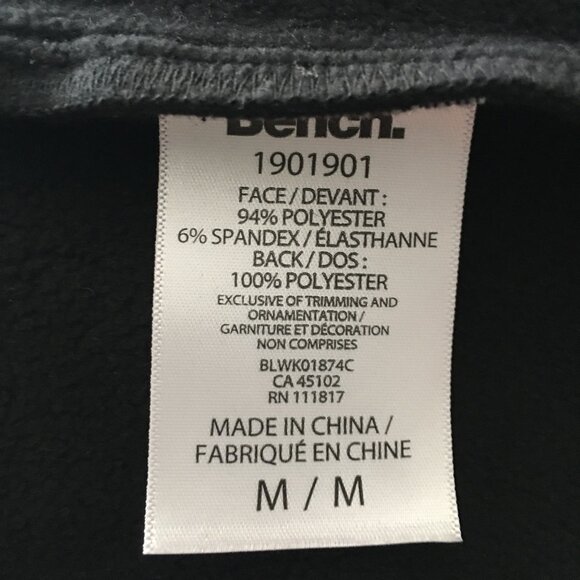 Bench.
1901901
FACE / DEVANT :
94% POLYESTER
6% SPANDEX / ÉLASTHANNE
BACK / DOS :
100% POLYESTER
EXCLUSIVE OF TRIMMING AND
ORNAMENTATION /
GARNITURE ET DÉCORATION
NON COMPRISES
BLWK01874C
CA 45102
RN 111817
MADE IN CHINA /
FABRIQUÉ EN CHINE
M / M